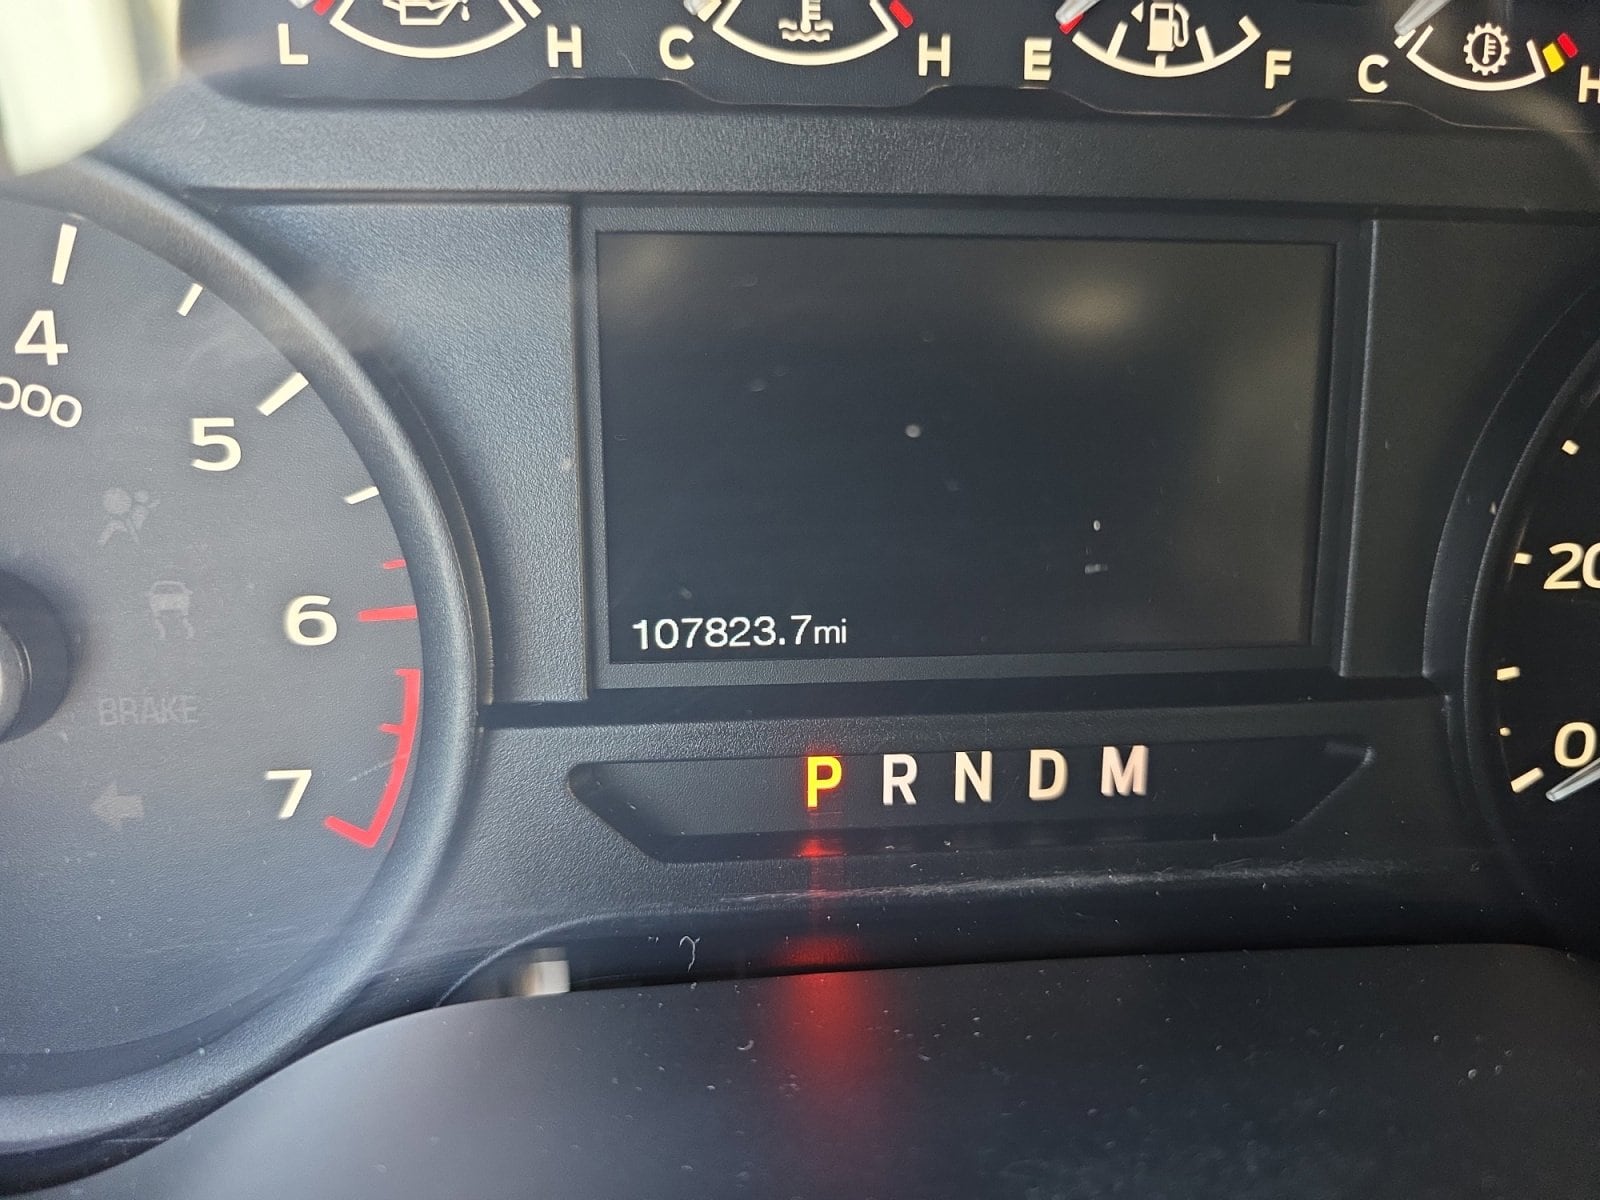 L H C H E F C H
4
000
5
6
7
BRAKE
107823.7mi
P R N D M
20
0